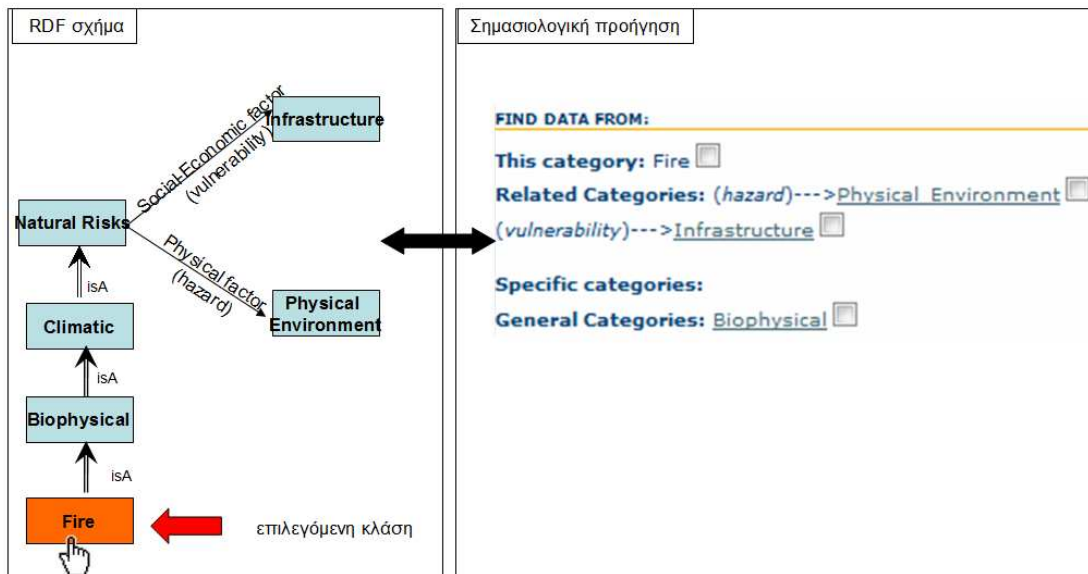 RDF σχήμα
Social-Economic factor
(vulnerability)
Infrastructure
Natural Risks
Physical factor
(hazard)
Physical
Environment
isA
Climatic
isA
Biophysical
isA
Fire
επιλεγόμενη κλάση
Σημασιολογική προήγηση
FIND DATA FROM:
This category: Fire
Related Categories: (hazard)--->Physical Environment
(vulnerability)--->Infrastructure
Specific categories:
General Categories: Biophysical